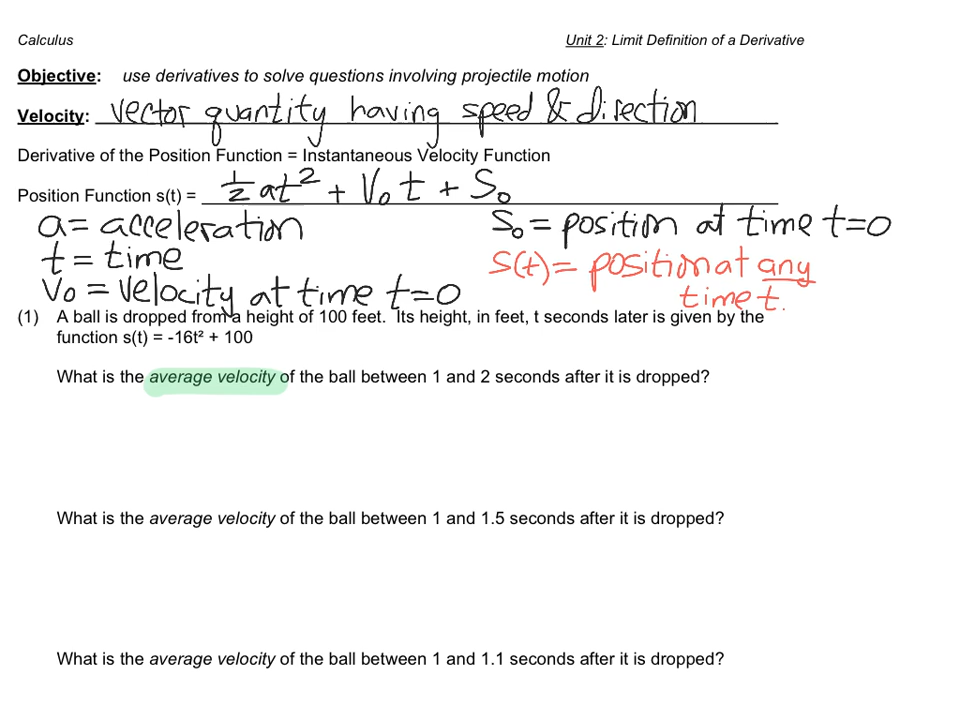 Calculus Unit 2: Limit Definition of a Derivative
Objective: use derivatives to solve questions involving projectile motion
Velocity: vector quantity having speed & direction
Derivative of the Position Function = Instantaneous Velocity Function
Position Function s(t) = ½at² + V₀t + S₀
a = acceleration S₀ = position at time t=0
t = time S(t) = position at any
V₀ = velocity at time t=0 time t.
(1) A ball is dropped from a height of 100 feet. Its height, in feet, t seconds later is given by the
function s(t) = -16t² + 100
What is the average velocity of the ball between 1 and 2 seconds after it is dropped?
What is the average velocity of the ball between 1 and 1.5 seconds after it is dropped?
What is the average velocity of the ball between 1 and 1.1 seconds after it is dropped?